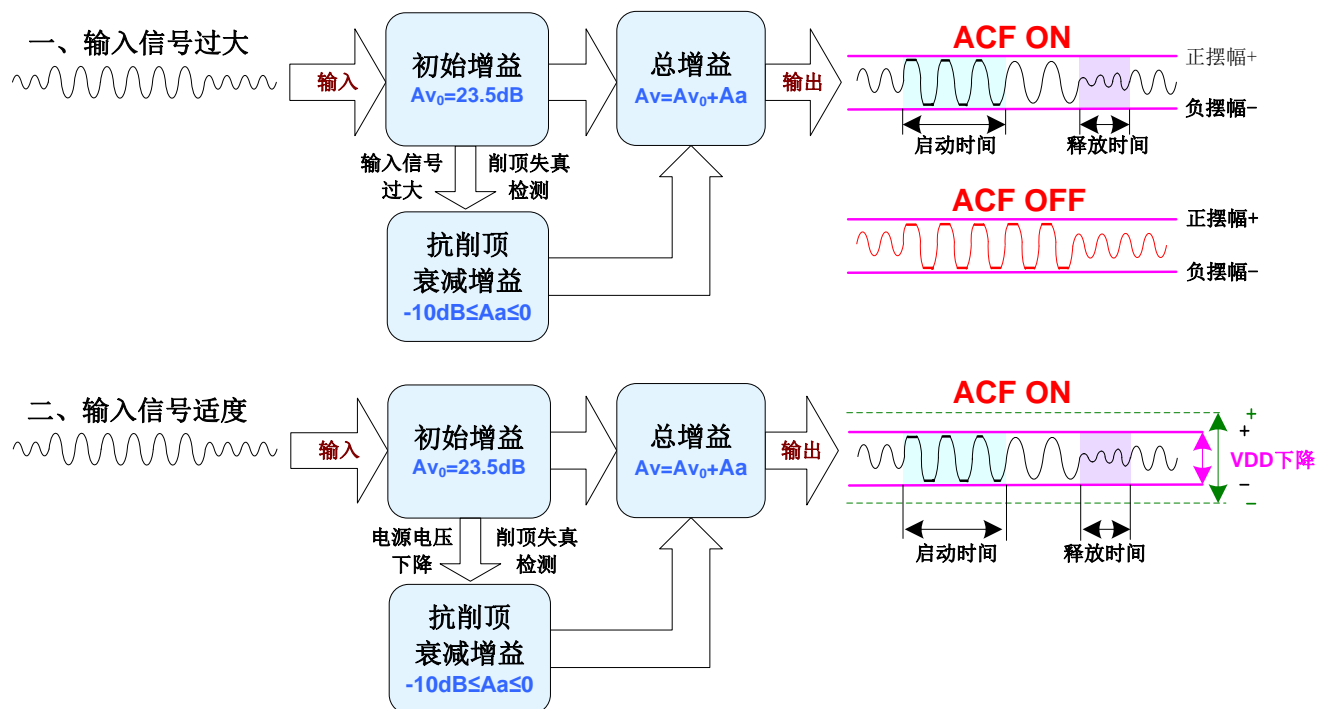 一、输入信号过大
输入
初始增益
Av₀=23.5dB
总增益
Av=Av₀+Aa
输出
ACF ON
正摆幅+
负摆幅−
启动时间
释放时间
输入信号
过大
削顶失真
检测
抗削顶
衰减增益
-10dB≤Aa≤0
ACF OFF
正摆幅+
负摆幅−
二、输入信号适度
输入
初始增益
Av₀=23.5dB
总增益
Av=Av₀+Aa
输出
ACF ON
+
+
VDD下降
−
−
启动时间
释放时间
电源电压
下降
削顶失真
检测
抗削顶
衰减增益
-10dB≤Aa≤0